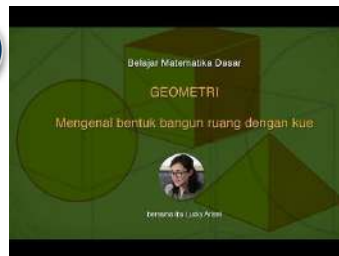 Belajar Matematika Dasar
GEOMETRI
Mengenal bentuk bangun ruang dengan kue
bersama Ibu